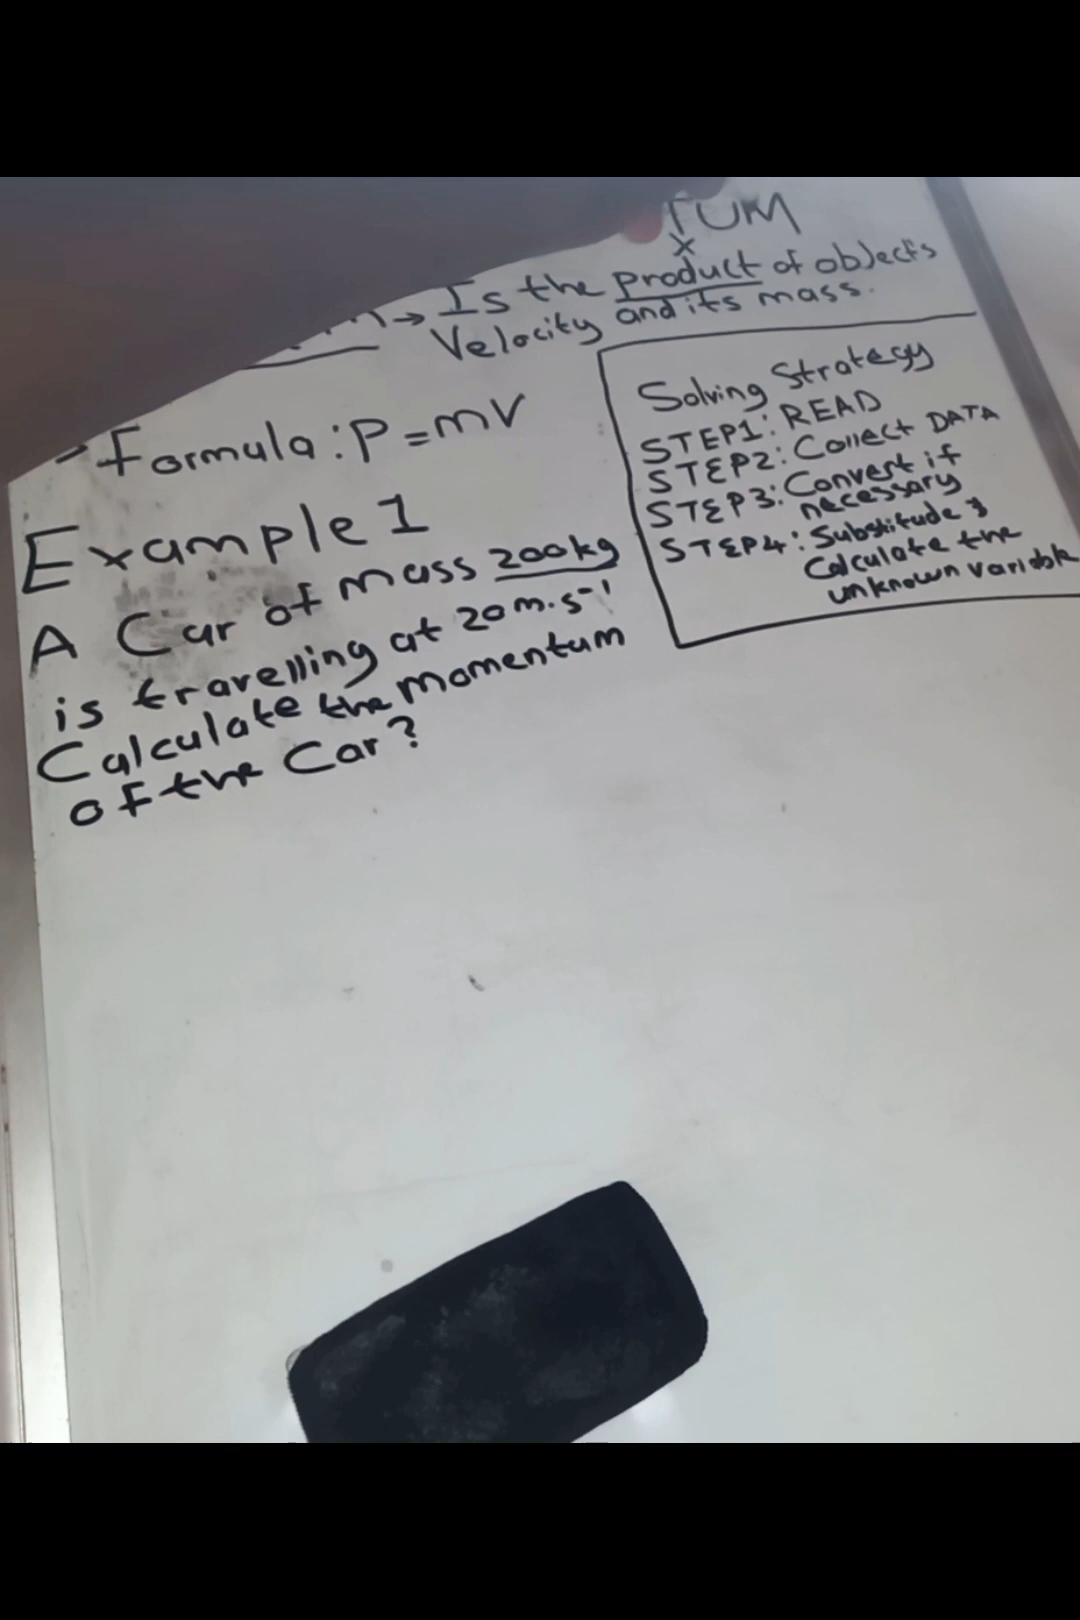 TUM
x
→ Is the product of object's
Velocity and its mass.
Formula: P = mv
Example 1
A Car of mass 200kg
is travelling at 20 m.s⁻¹
Calculate the momentum
of the Car?
Solving Strategy
STEP1: READ
STEP2: Collect DATA
STEP3: Convert if
necessary
STEP4: Substitude &
Calculate the
unknown variable